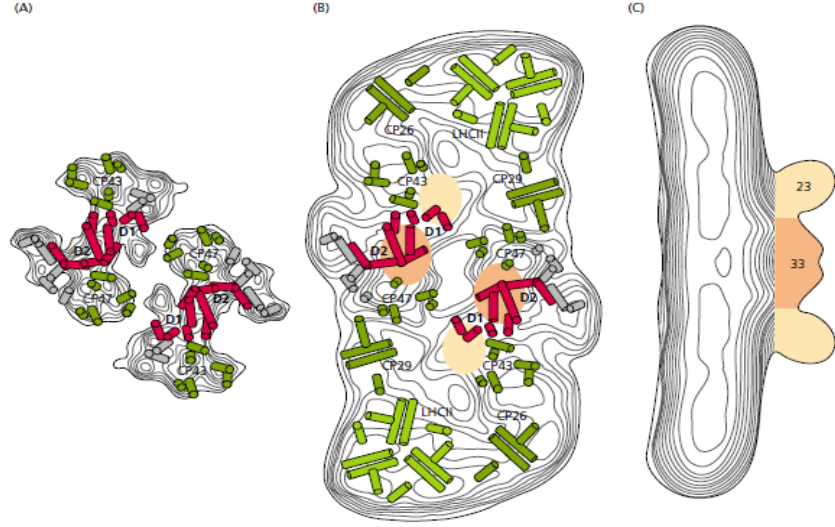 (A)
(B)
(C)
CP43
D1
D2
CP47
CP47
D2
D1
CP43
CP26
LHCII
CP43
CP29
D1
D2
CP47
CP47
D2
D1
CP29
CP43
LHCII
CP26
23
33